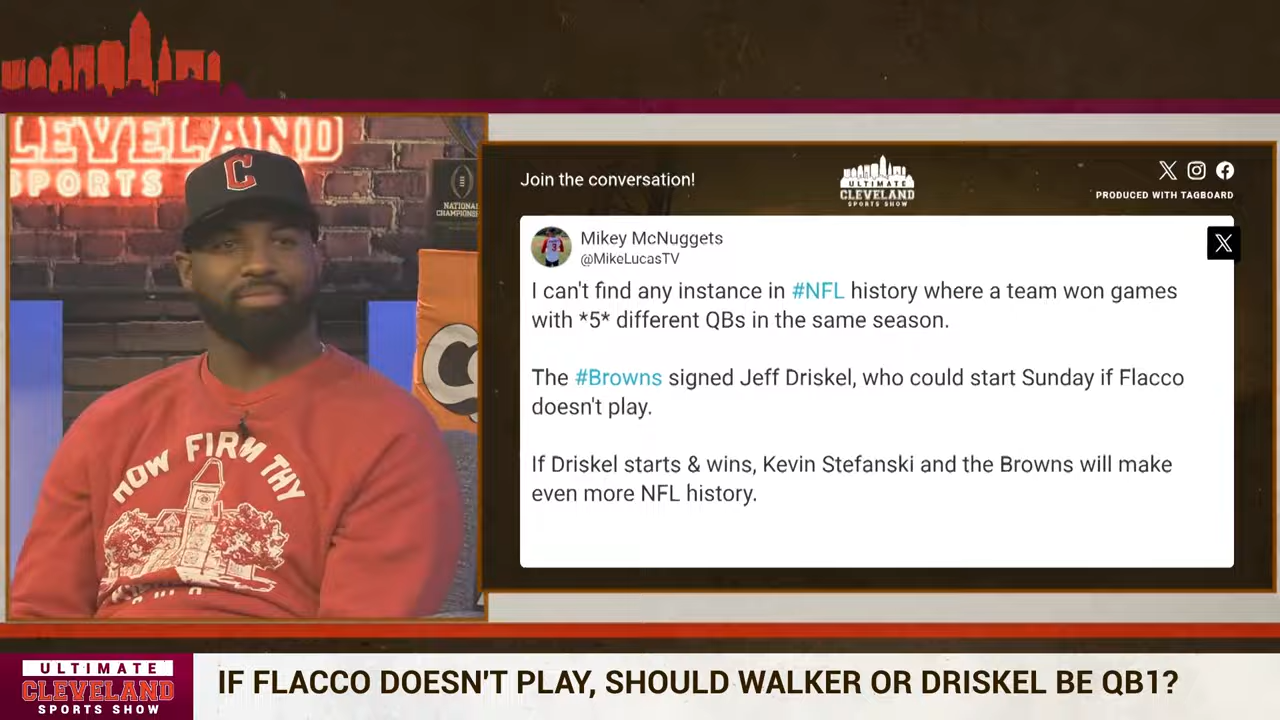 LEVELAND
SPORTS
C
NATIONAL
CHAMPIONSH
HOW FIRM THY
Join the conversation!
ULTIMATE
CLEVELAND
SPORTS SHOW
PRODUCED WITH TAGBOARD
Mikey McNuggets
@MikeLucasTV
I can't find any instance in #NFL history where a team won games
with *5* different QBs in the same season.
The #Browns signed Jeff Driskel, who could start Sunday if Flacco
doesn't play.
If Driskel starts & wins, Kevin Stefanski and the Browns will make
even more NFL history.
ULTIMATE
CLEVELAND
SPORTS SHOW
IF FLACCO DOESN'T PLAY, SHOULD WALKER OR DRISKEL BE QB1?